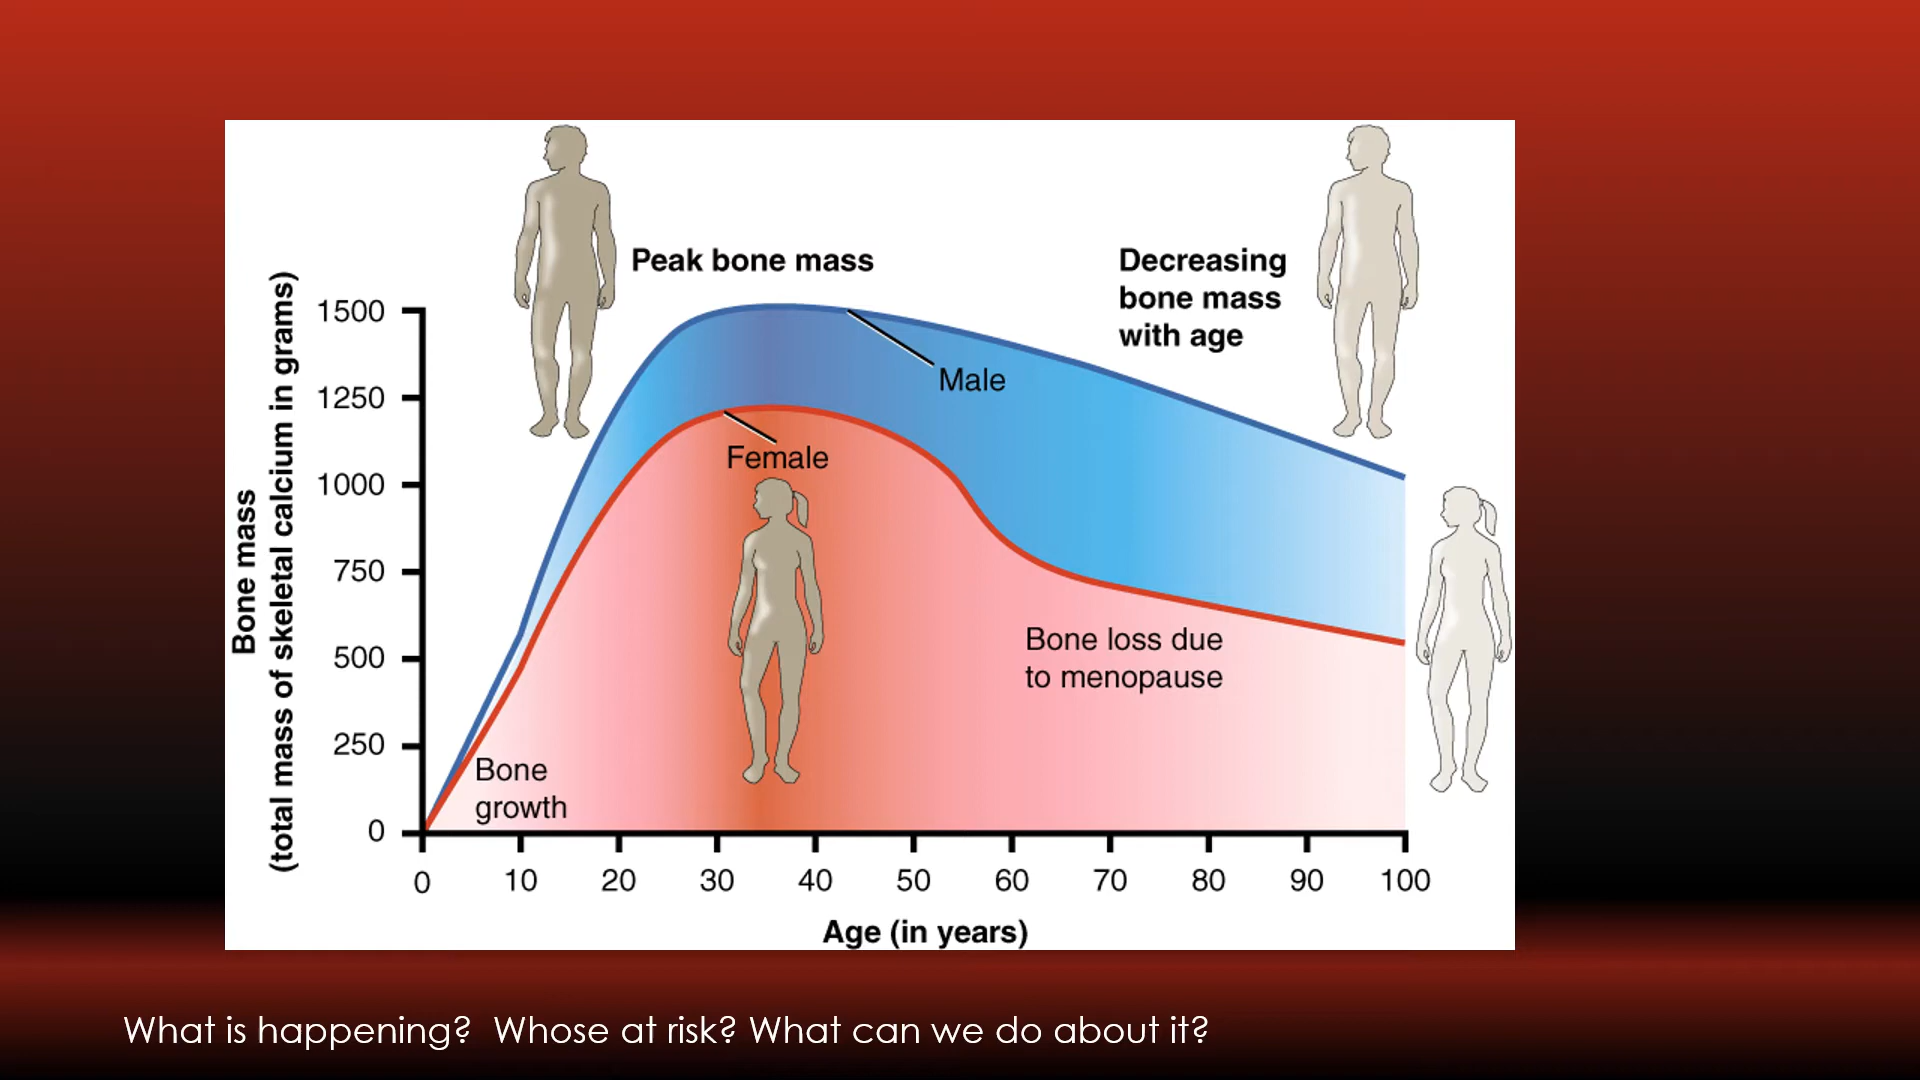 Peak bone mass
Decreasing
bone mass
with age
Bone mass
(total mass of skeletal calcium in grams)
1500
1250
1000
750
500
250
0
Male
Female
Bone loss due
to menopause
Bone
growth
0 10 20 30 40 50 60 70 80 90 100
Age (in years)
What is happening?  Whose at risk? What can we do about it?